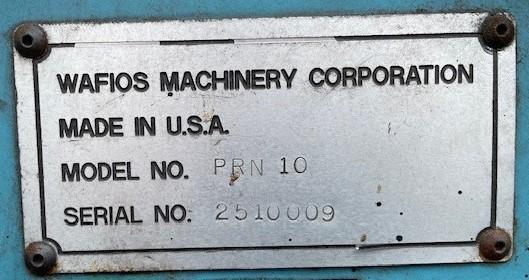 WAFIOS MACHINERY CORPORATION
MADE IN U.S.A.
MODEL NO. PRN 10
SERIAL NO. 2510009